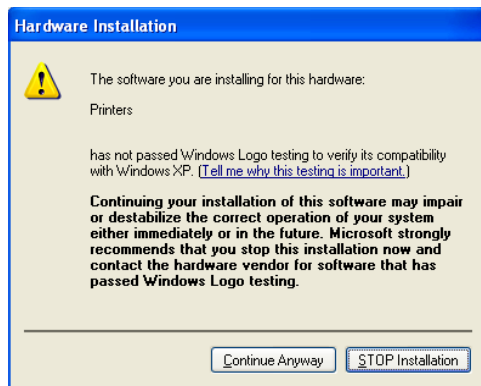 Hardware Installation
The software you are installing for this hardware:
Printers
has not passed Windows Logo testing to verify its compatibility
with Windows XP. (Tell me why this testing is important.)
Continuing your installation of this software may impair
or destabilize the correct operation of your system
either immediately or in the future. Microsoft strongly
recommends that you stop this installation now and
contact the hardware vendor for software that has
passed Windows Logo testing.
Continue Anyway
STOP Installation